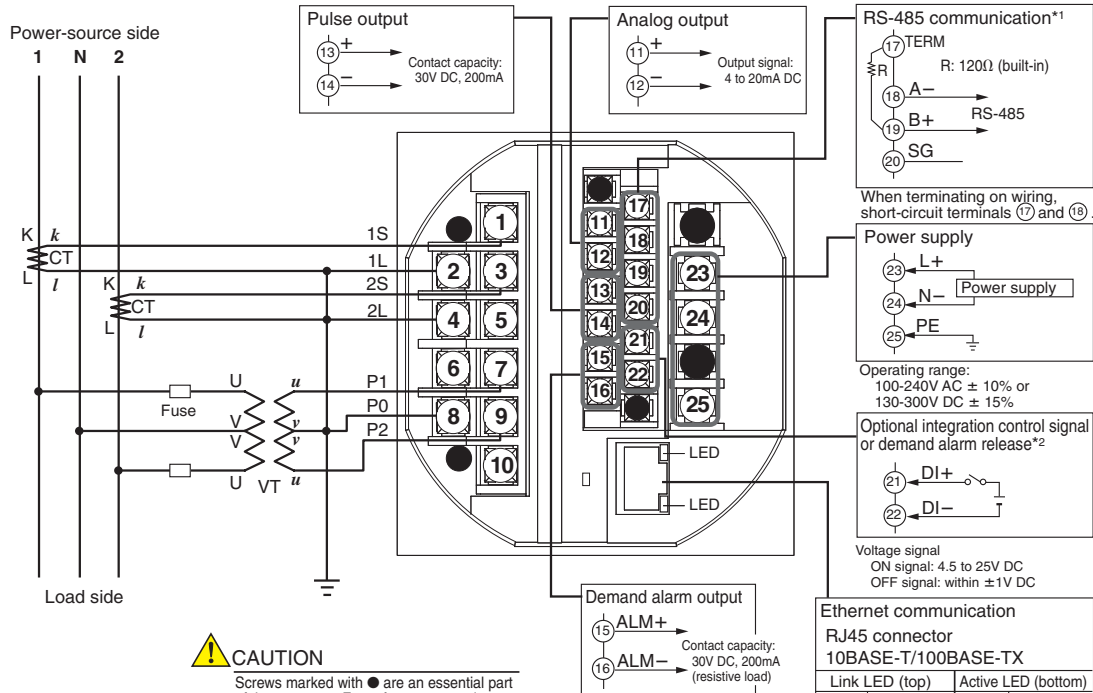 Pulse output
13 +
14 −
Contact capacity:
30V DC, 200mA
Analog output
11 +
12 −
Output signal:
4 to 20mA DC
RS-485 communication*1
17 TERM
R
R: 120Ω (built-in)
18 A−
19 B+
RS-485
20 SG
When terminating on wiring,
short-circuit terminals 17 and 18 .
Power-source side
1 N 2
K k
CT
L l
K k
CT
L l
1S
1L
2S
2L
P1
P0
P2
U u
V v
V v
U u
VT
Fuse
Load side
1
2 3
4 5
6 7
8 9
10
11
12
13
14
15
16
17
18
19
20
21
22
23
24
25
LED
LED
Power supply
23 L+
24 N−
Power supply
25 PE
Operating range:
100-240V AC ± 10% or
130-300V DC ± 15%
Optional integration control signal
or demand alarm release*2
21 DI+
22 DI−
Voltage signal
ON signal: 4.5 to 25V DC
OFF signal: within ±1V DC
Demand alarm output
15 ALM+
16 ALM−
Contact capacity:
30V DC, 200mA
(resistive load)
Ethernet communication
RJ45 connector
10BASE-T/100BASE-TX
Link LED (top) Active LED (bottom)
CAUTION
Screws marked with ● are an essential part